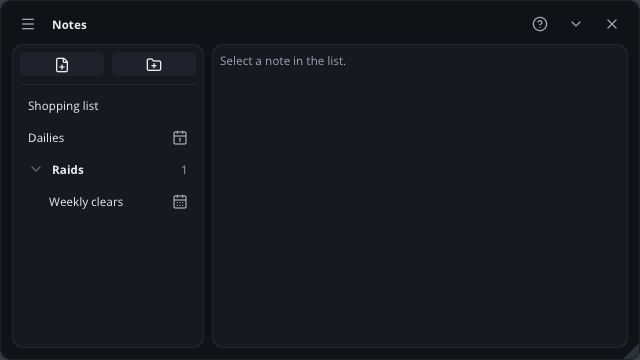 Notes
Select a note in the list.
Shopping list
Dailies
Raids 1
Weekly clears